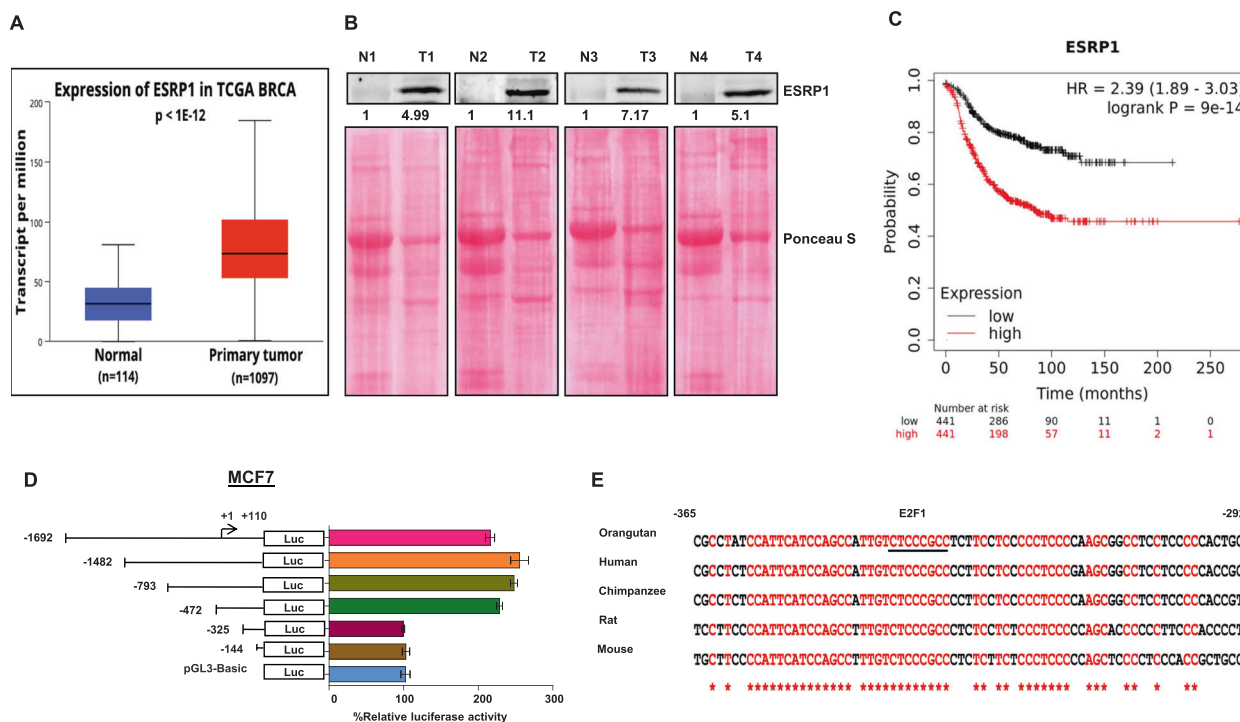 A
Expression of ESRP1 in TCGA BRCA
p < 1E-12
Transcript per million
200
150
100
50
0
Normal
(n=114)
Primary tumor
(n=1097)
B
N1 T1 N2 T2 N3 T3 N4 T4
ESRP1
1 4.99 1 11.1 1 7.17 1 5.1
Ponceau S
C
ESRP1
HR = 2.39 (1.89 - 3.03)
logrank P = 9e-14
Probability
1.0
0.8
0.6
0.4
0.2
0.0
Expression
low
high
0 50 100 150 200 250
Time (months)
Number at risk
low 441 286 90 11 1 0
high 441 198 57 11 2 1
D
MCF7
+1 +110
-1692 Luc
-1482 Luc
-793 Luc
-472 Luc
-325 Luc
-144 Luc
pGL3-Basic Luc
0 100 200 300
%Relative luciferase activity
E
-365 E2F1 -292
Orangutan
CGCCTATCCATTCATCCAGCCATTGTCTCCCGCCTCTTCCTCCCCCTCCCCAAGCGGCCTCCTCCCCCACTGC
Human
CGCCTCTCCATTCATCCAGCCATTGTCTCCCGCCCCTTCCTCCCCCTCCCCGAGCGGCCTCCTCCCCCACCGC
Chimpanzee
CGCCTCTCCATTCATCCAGCCATTGTCTCCCGCCCCTTCCTCCCCCTCCCCAAGCGGCCTCCTCCCCCACCGT
Rat
TCCTTCCCCATTCATCCAGCCTTTGTCTCCCGCCCTCTCCTCCCCCTCCCCCAGCACCCCCCTTCCCACCCCT
Mouse
TGCTTCCCCATTCATCCAGCCTTTGTCTCCCGCCCTCTCTTCTCCCTCCCCCAGCTCCCCTCCCACCGCTGCC